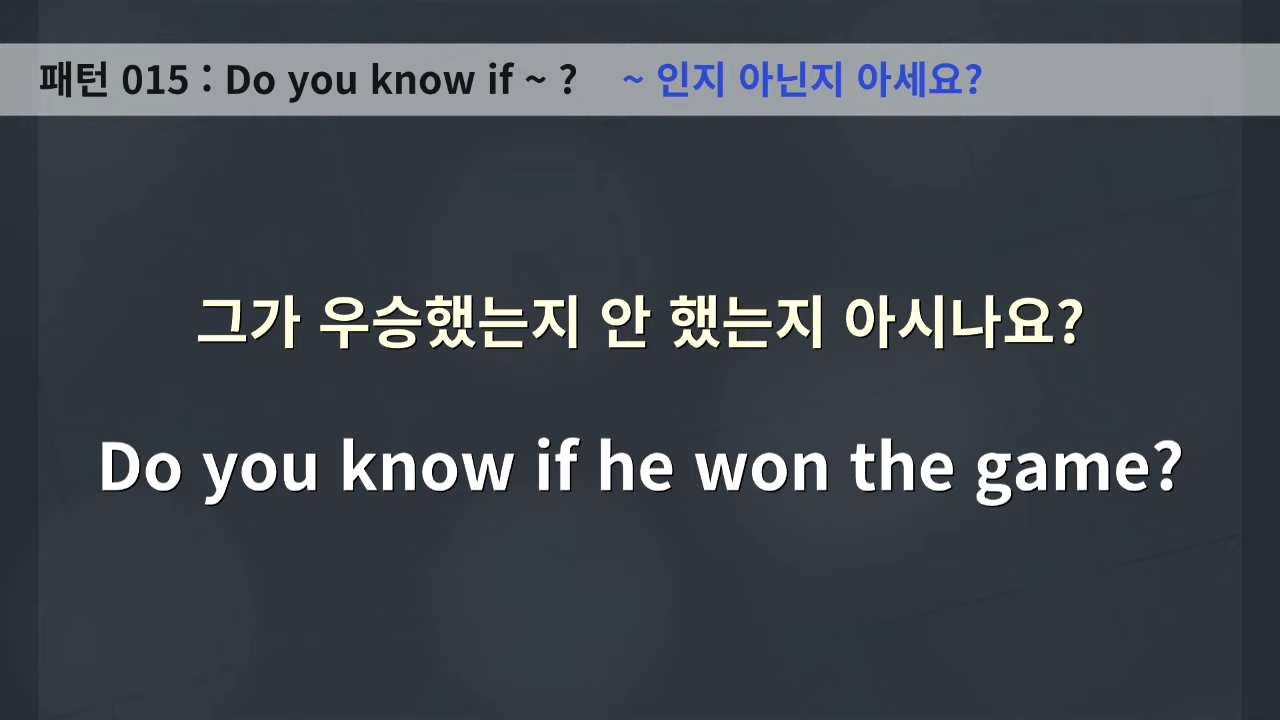 패턴 015 : Do you know if ~ ? ~ 인지 아닌지 아세요?
그가 우승했는지 안 했는지 아시나요?
Do you know if he won the game?